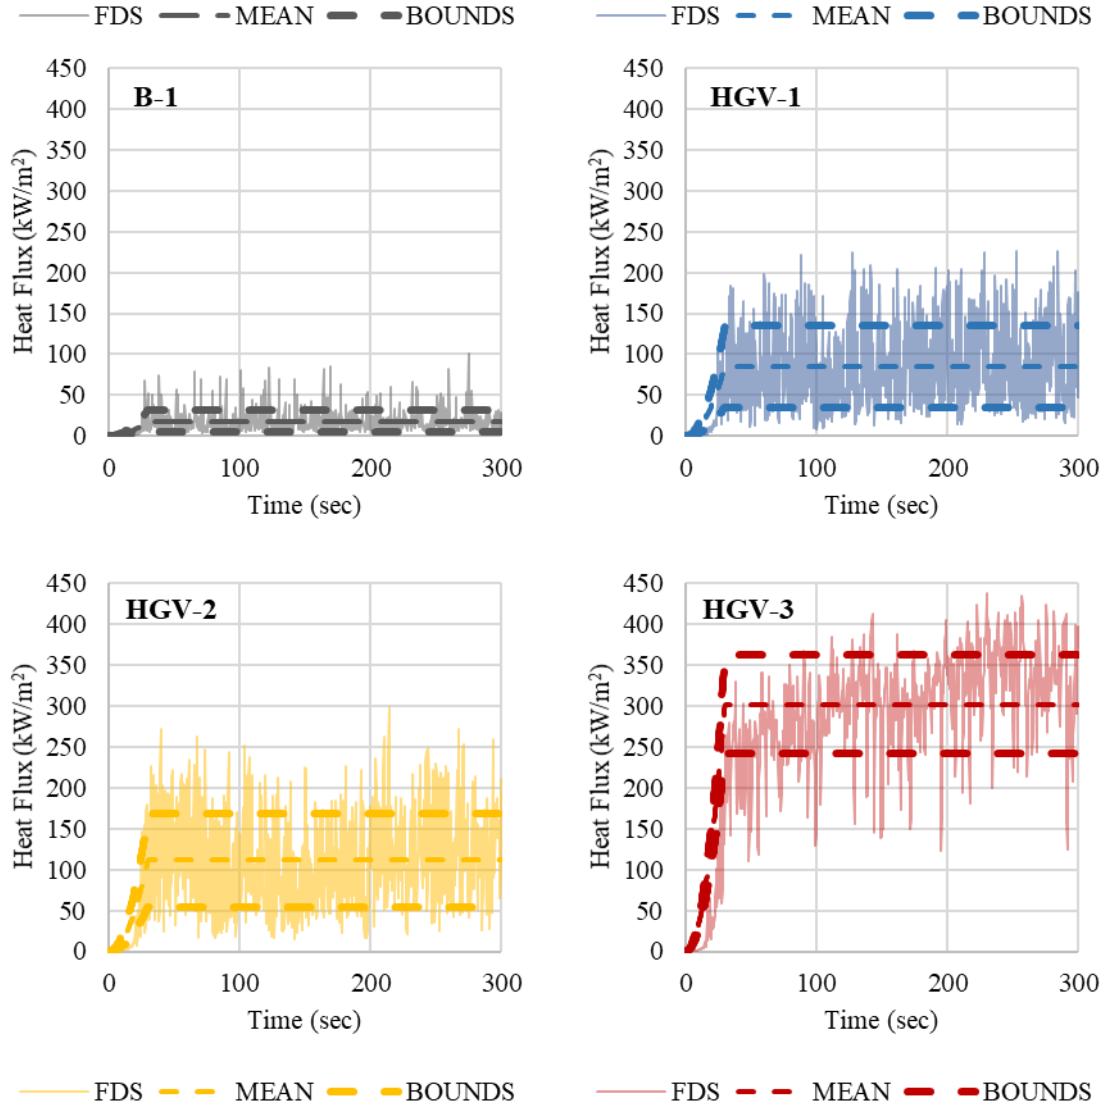 FDS MEAN BOUNDS
FDS MEAN BOUNDS
B-1
450
400
350
300
250
200
150
100
50
0
Heat Flux (kW/m²)
0 100 200 300
Time (sec)
HGV-1
450
400
350
300
250
200
150
100
50
0
Heat Flux (kW/m²)
0 100 200 300
Time (sec)
HGV-2
450
400
350
300
250
200
150
100
50
0
Heat Flux (kW/m²)
0 100 200 300
Time (sec)
HGV-3
450
400
350
300
250
200
150
100
50
0
Heat Flux (kW/m²)
0 100 200 300
Time (sec)
FDS MEAN BOUNDS
FDS MEAN BOUNDS